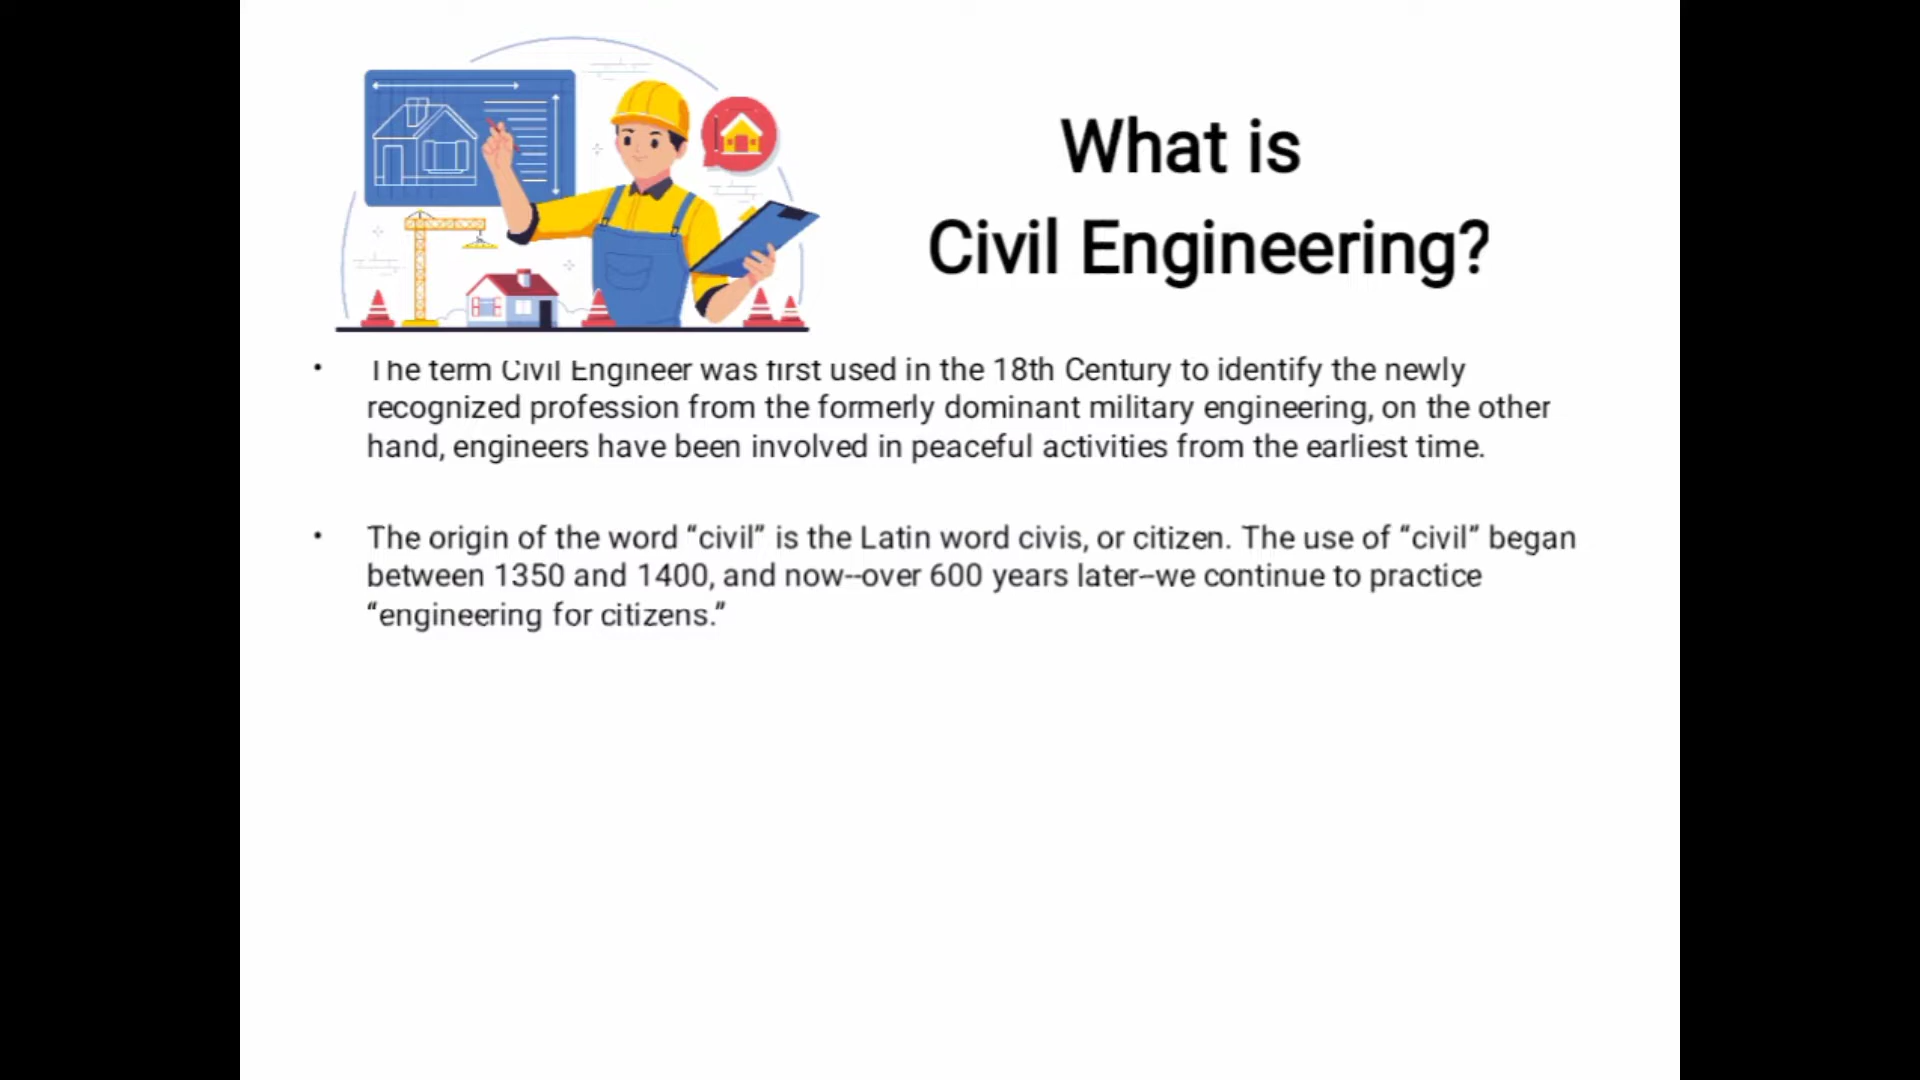 What is
Civil Engineering?
• The term Civil Engineer was first used in the 18th Century to identify the newly
recognized profession from the formerly dominant military engineering, on the other
hand, engineers have been involved in peaceful activities from the earliest time.
• The origin of the word “civil” is the Latin word civis, or citizen. The use of “civil” began
between 1350 and 1400, and now--over 600 years later–we continue to practice
“engineering for citizens.”